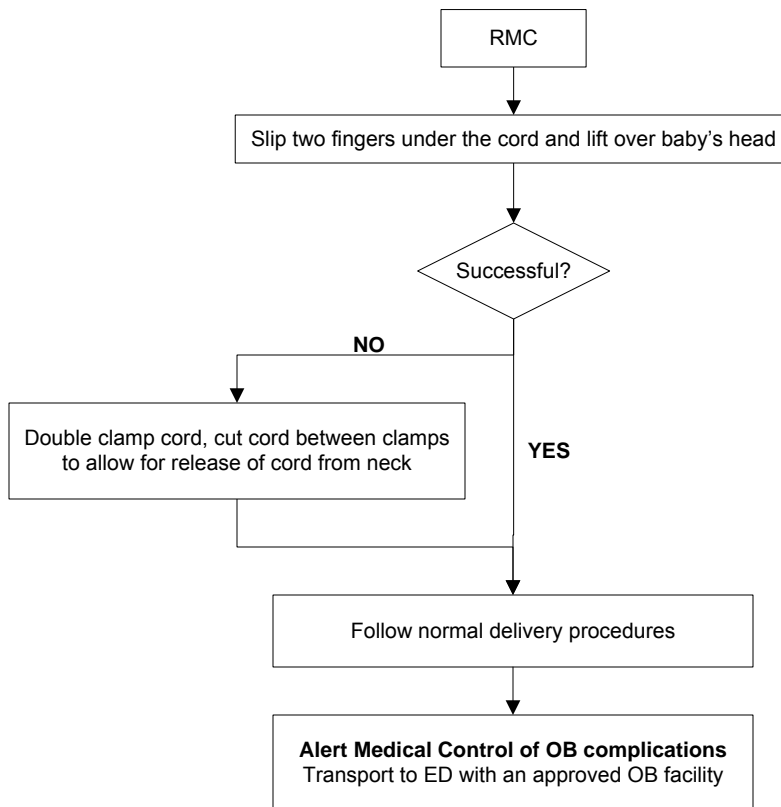 RMC
Slip two fingers under the cord and lift over baby’s head
Successful?
NO
Double clamp cord, cut cord between clamps
to allow for release of cord from neck
YES
Follow normal delivery procedures
Alert Medical Control of OB complications
Transport to ED with an approved OB facility